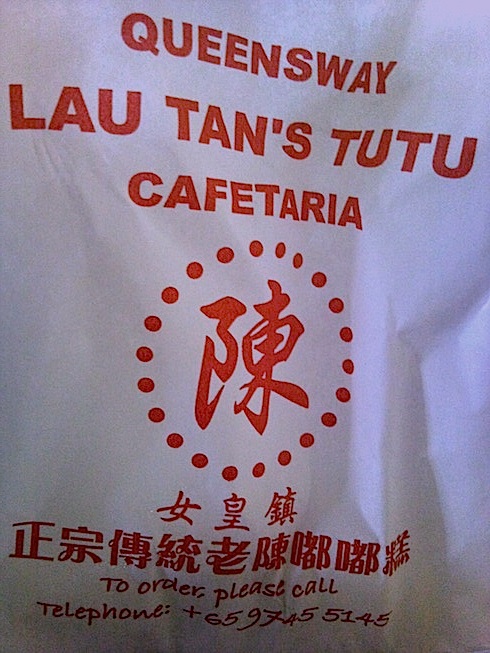 QUEENSWAY
LAU TAN'S TUTU
CAFETARIA
陳
女皇鎮
正宗傳統老陳嘟嘟糕
To order, please call
Telephone: +65 9745 5145